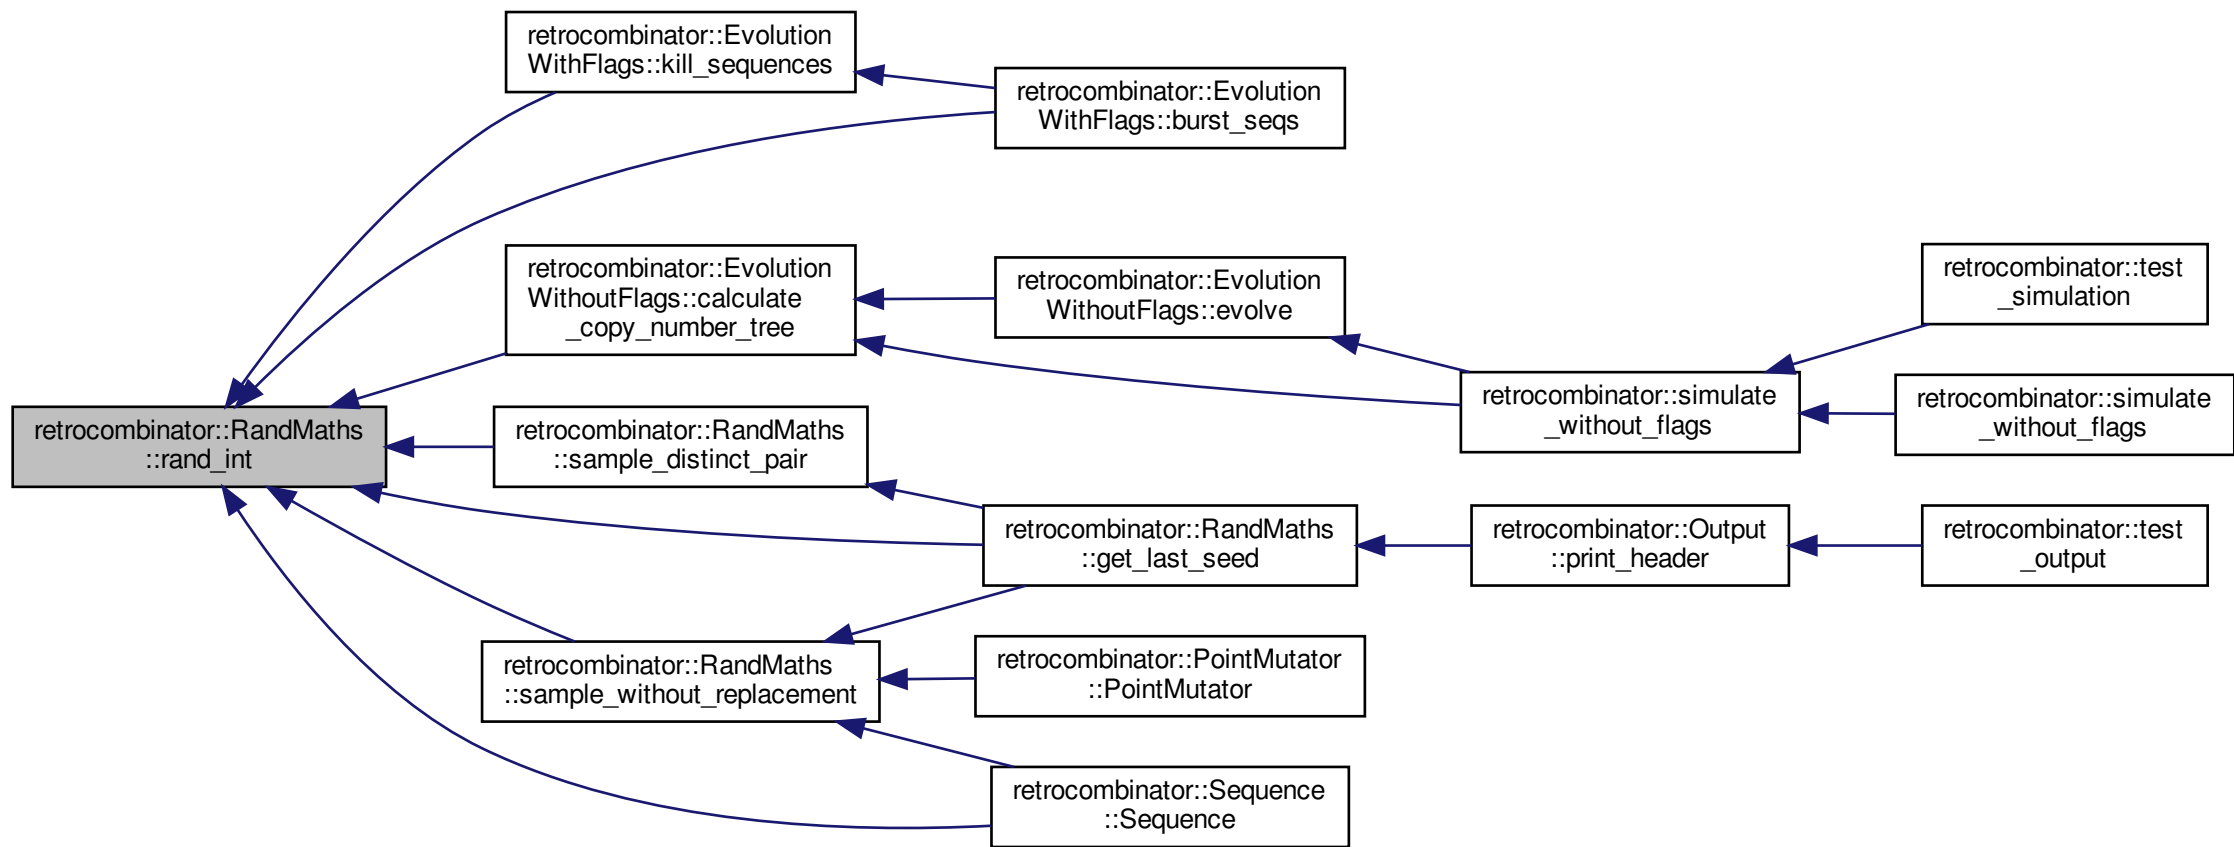 retrocombinator::RandMaths
::rand_int
retrocombinator::Evolution
WithFlags::kill_sequences
retrocombinator::Evolution
WithFlags::burst_seqs
retrocombinator::Evolution
WithoutFlags::calculate
_copy_number_tree
retrocombinator::Evolution
WithoutFlags::evolve
retrocombinator::simulate
_without_flags
retrocombinator::test
_simulation
retrocombinator::simulate
_without_flags
retrocombinator::RandMaths
::sample_distinct_pair
retrocombinator::RandMaths
::get_last_seed
retrocombinator::Output
::print_header
retrocombinator::test
_output
retrocombinator::RandMaths
::sample_without_replacement
retrocombinator::PointMutator
::PointMutator
retrocombinator::Sequence
::Sequence